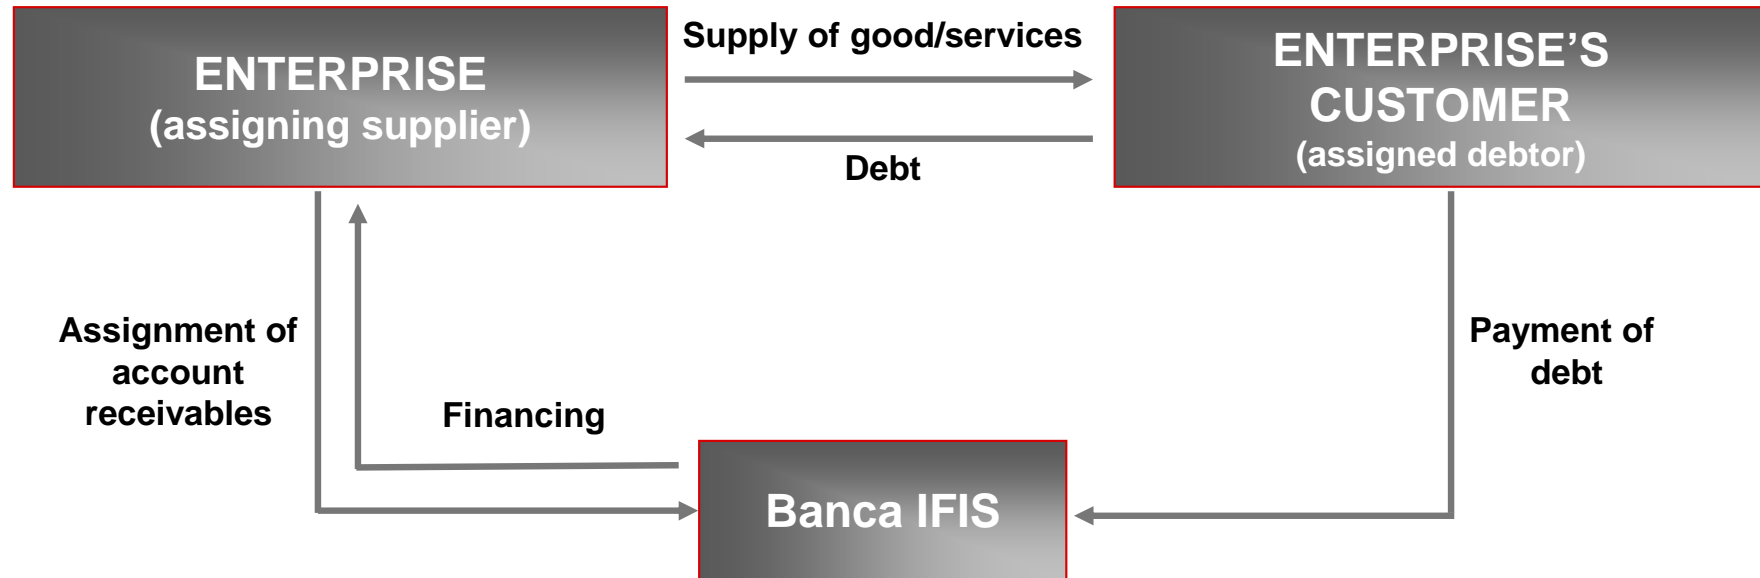 Supply of good/services
ENTERPRISE
(assigning supplier)
ENTERPRISE’S
CUSTOMER
(assigned debtor)
Debt
Assignment of
account
receivables
Financing
Payment of
debt
Banca IFIS